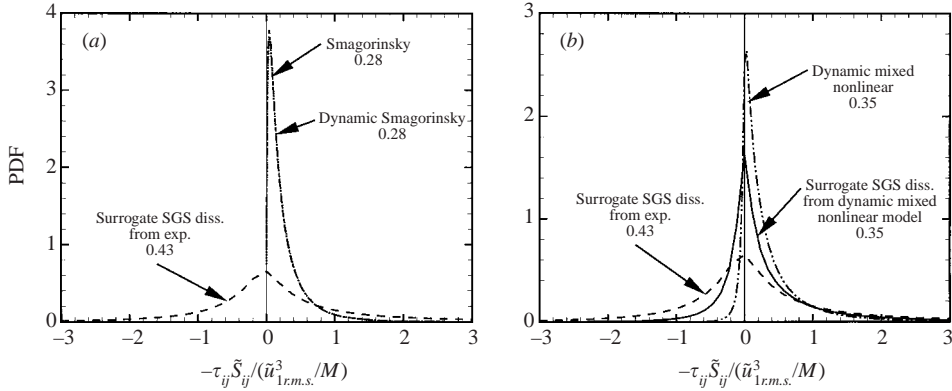 (a)
Smagorinsky
0.28
Dynamic Smagorinsky
0.28
Surrogate SGS diss.
from exp.
0.43
PDF
4
3
2
1
0
−3 −2 −1 0 1 2 3
−τ_ij S̃_ij/(ũ³_1r.m.s./M)
(b)
Dynamic mixed
nonlinear
0.35
Surrogate SGS diss.
from dynamic mixed
nonlinear model
0.35
Surrogate SGS diss.
from exp.
0.43
3
2
1
0
−3 −2 −1 0 1 2 3
−τ_ij S̃_ij/(ũ³_1r.m.s./M)